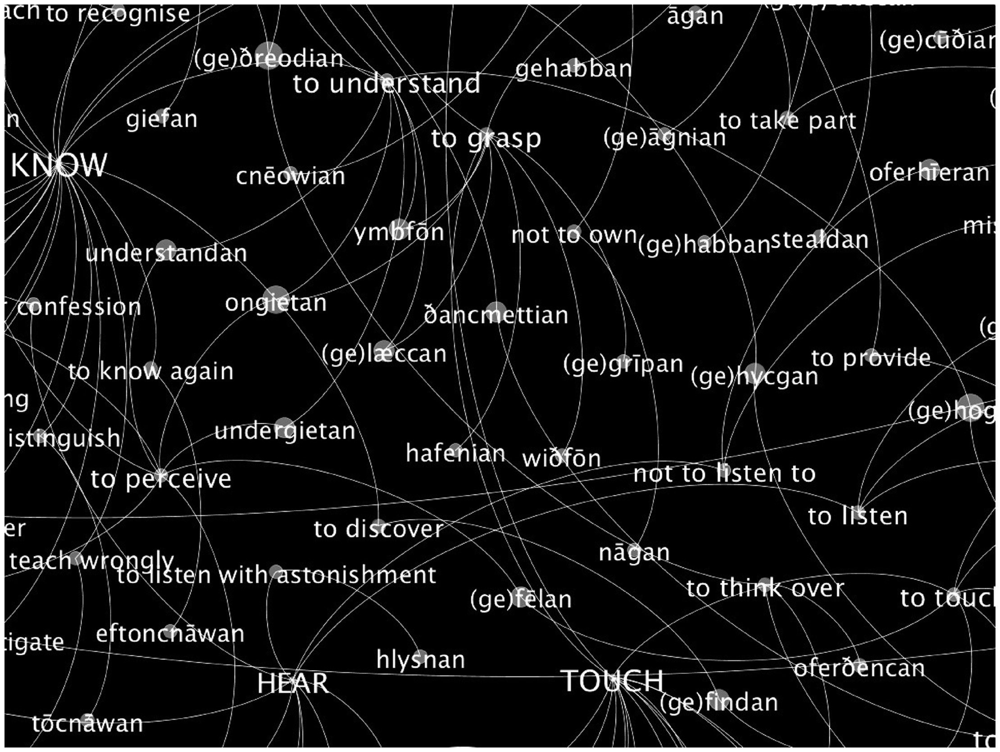 to recognise
āgan
(ge)ðreodian
gehabban
to understand
giefan
to grasp
(ge)āgnian
to take part
KNOW
cnēowian
oferhīeran
ymbfōn
not to own
(ge)habban
stealdan
understandan
confession
ongietan
ðancmettian
(ge)læccan
(ge)grīpan
to provide
to know again
(ge)hycgan
undergietan
istinguish
hafenian
wiðfōn
not to listen to
to perceive
to listen
to discover
nāgan
teach wrongly
to listen with astonishment
(ge)fēlan
to think over
eftoncnāwan
hlysnan
oferðencan
HEAR
TOUCH
(ge)findan
tōcnāwan